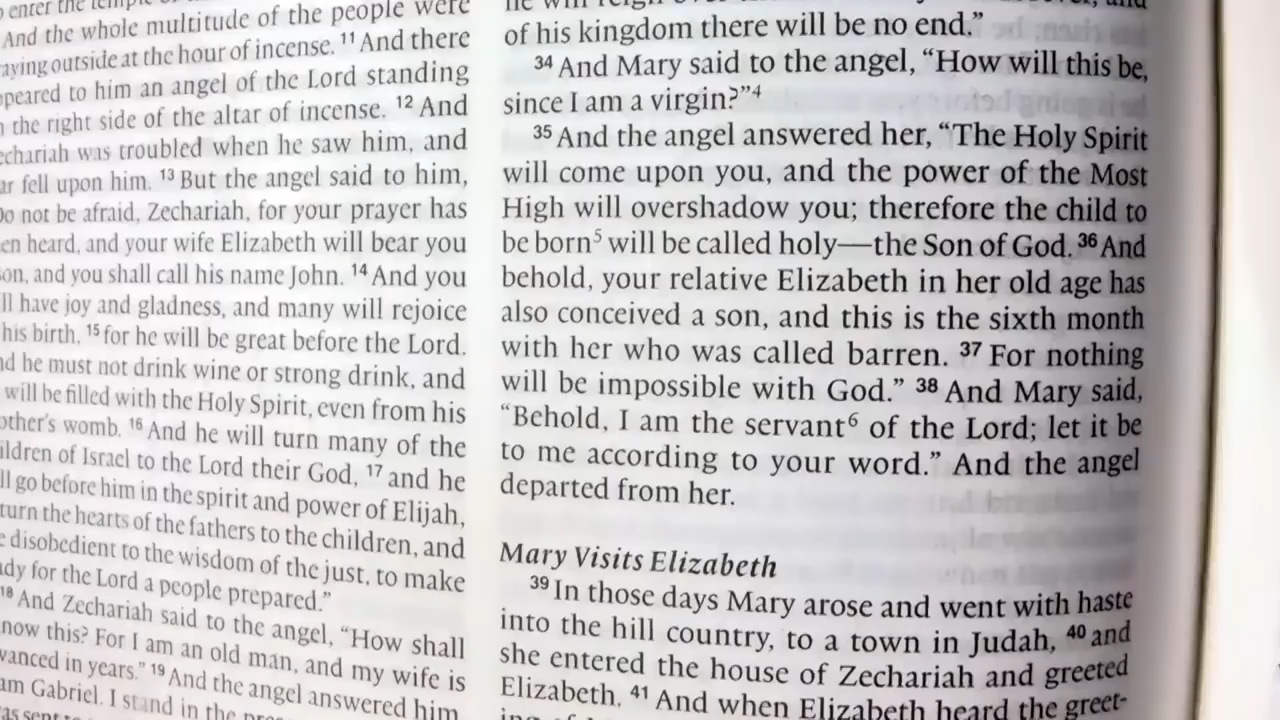 enter the temple
And the whole multitude of the people were
outside at the hour of incense. 11 And there
to him an angel of the Lord standing
the right side of the altar of incense. 12 And
was troubled when he saw him, and
fell upon him. 13 But the angel said to him,
not be afraid, Zechariah, for your prayer has
heard, and your wife Elizabeth will bear you
and you shall call his name John. 14 And you
have joy and gladness, and many will rejoice
his birth, 15 for he will be great before the Lord.
he must not drink wine or strong drink, and
will be filled with the Holy Spirit, even from his
womb. 16 And he will turn many of the
of Israel to the Lord their God, 17 and he
go before him in the spirit and power of Elijah,
turn the hearts of the fathers to the children, and
disobedient to the wisdom of the just, to make
for the Lord a people prepared.”
18 And Zechariah said to the angel, “How shall
this? For I am an old man, and my wife is
in years.” 19 And the angel answered him
am Gabriel. I stand in the
sent
of his kingdom there will be no end.”
34 And Mary said to the angel, “How will this be,
since I am a virgin?”4
35 And the angel answered her, “The Holy Spirit
will come upon you, and the power of the Most
High will overshadow you; therefore the child to
be born5 will be called holy—the Son of God. 36 And
behold, your relative Elizabeth in her old age has
also conceived a son, and this is the sixth month
with her who was called barren. 37 For nothing
will be impossible with God.” 38 And Mary said,
“Behold, I am the servant6 of the Lord; let it be
to me according to your word.” And the angel
departed from her.
Mary Visits Elizabeth
39 In those days Mary arose and went with haste
into the hill country, to a town in Judah, 40 and
she entered the house of Zechariah and greeted
Elizabeth. 41 And when Elizabeth heard the greet-